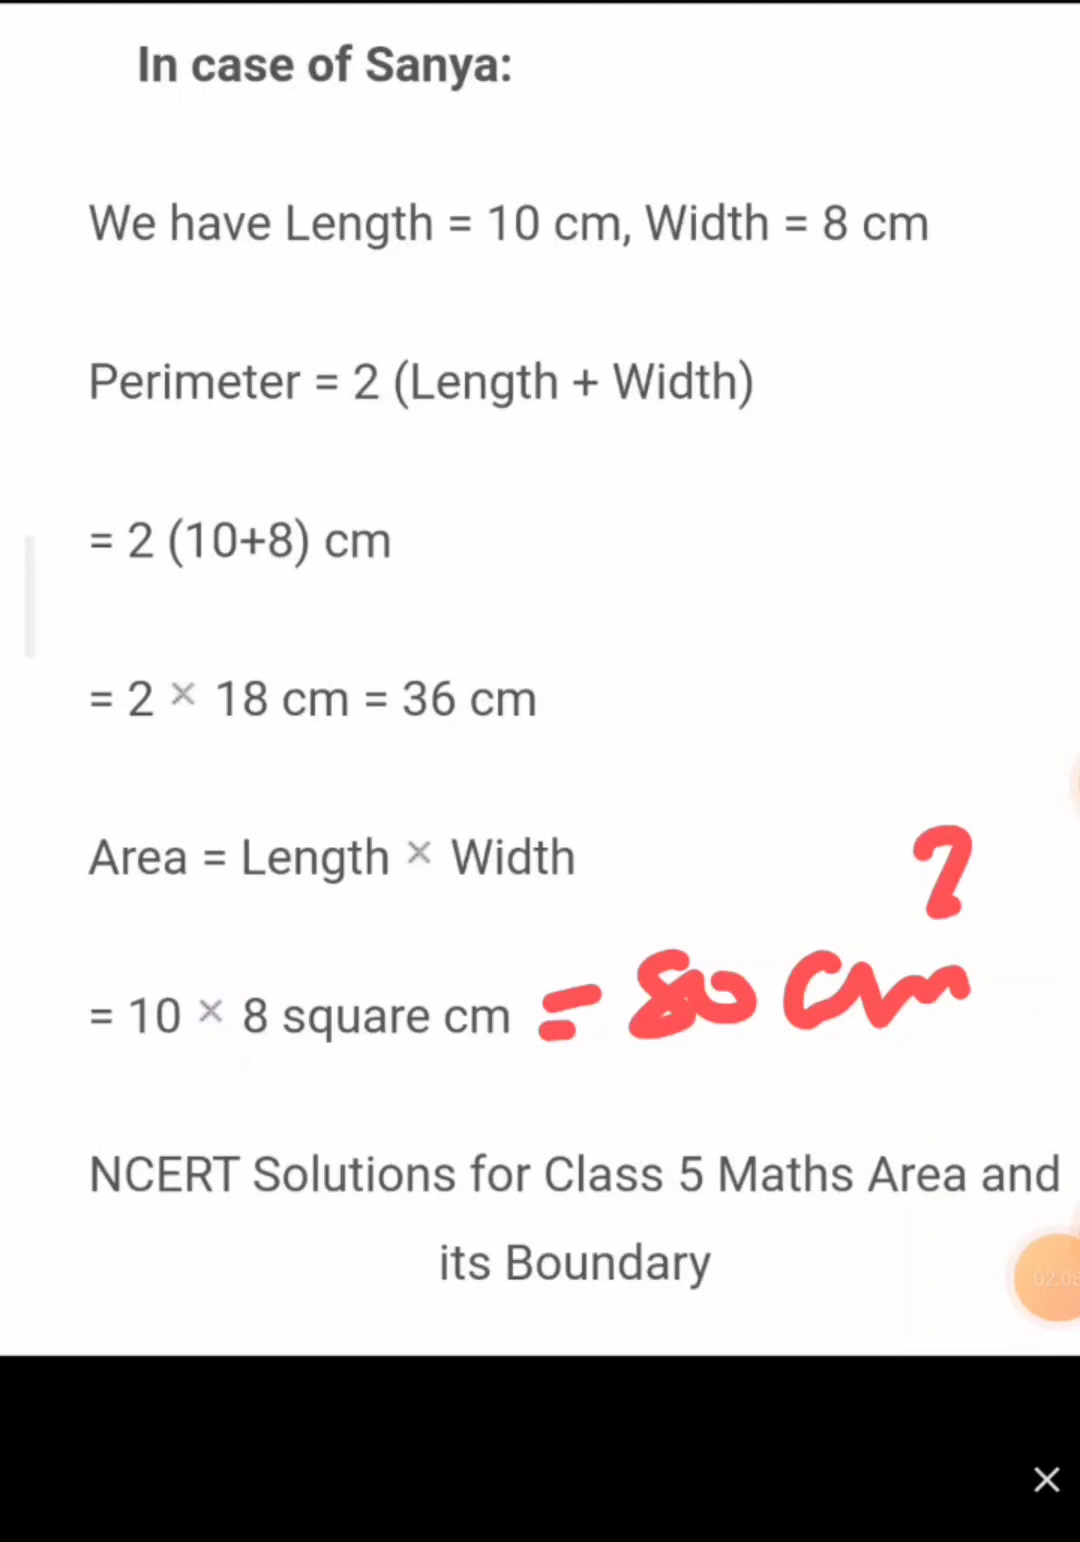 In case of Sanya:
We have Length = 10 cm, Width = 8 cm
Perimeter = 2 (Length + Width)
= 2 (10+8) cm
= 2 × 18 cm = 36 cm
Area = Length × Width
2
= 10 × 8 square cm = 80 cm
NCERT Solutions for Class 5 Maths Area and
its Boundary
02:08
×